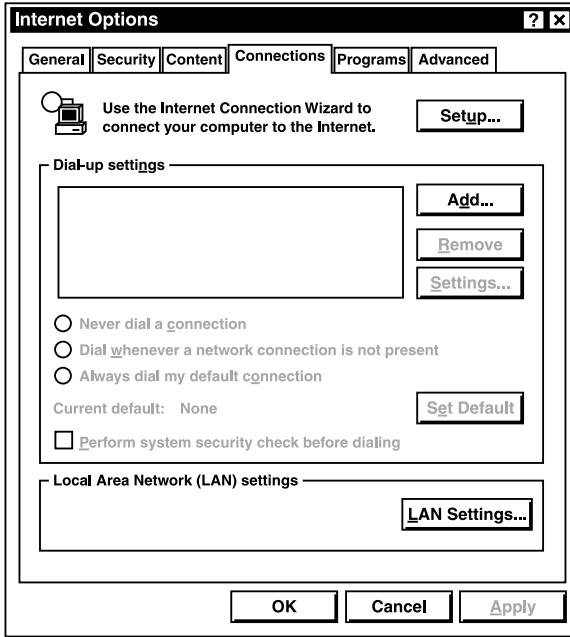 Internet Options
? X
General Security Content Connections Programs Advanced
Use the Internet Connection Wizard to
connect your computer to the Internet.
Setup...
Dial-up settings
Add...
Remove
Settings...
Never dial a connection
Dial whenever a network connection is not present
Always dial my default connection
Current default: None
Set Default
Perform system security check before dialing
Local Area Network (LAN) settings
LAN Settings...
OK Cancel Apply